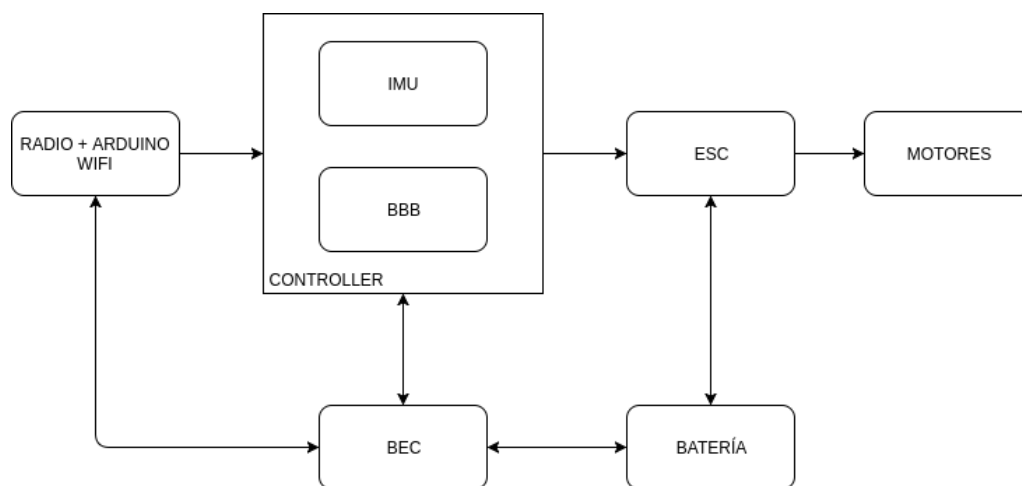 IMU
RADIO + ARDUINO
WIFI
ESC
MOTORES
BBB
CONTROLLER
BEC
BATERÍA